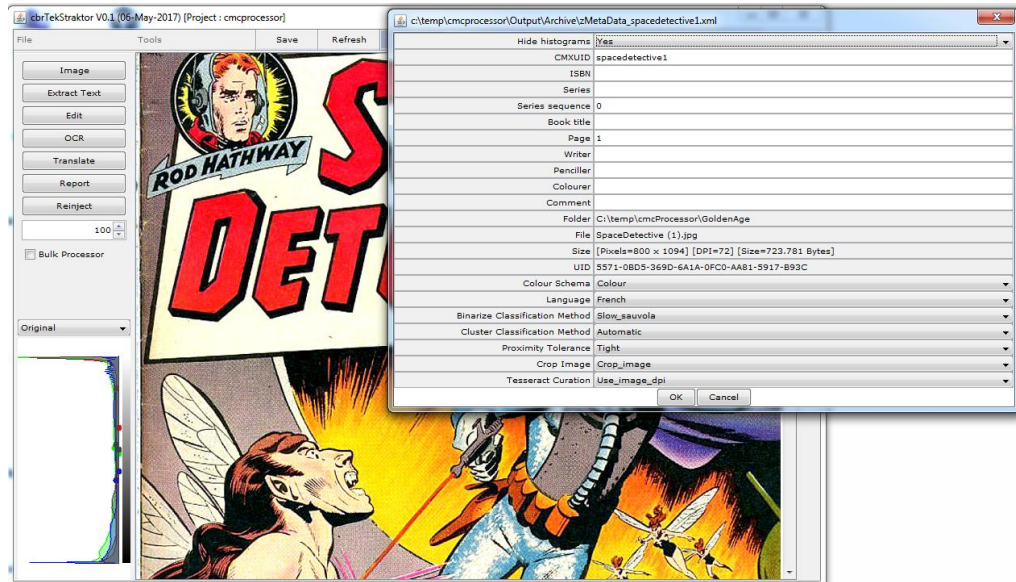 cbrTekStraktor V0.1 (06-May-2017) [Project : cmcprocessor]
File Tools Save Refresh
Image
Extract Text
Edit
OCR
Translate
Report
Reinject
100
Bulk Processor
Original
ROD HATHWAY
S
DET
c:\temp\cmcprocessor\Output\Archive\zMetaData_spacedetective1.xml
Hide histograms Yes
CMXUID spacedetective1
ISBN
Series
Series sequence 0
Book title
Page 1
Writer
Penciller
Colourer
Comment
Folder C:\temp\cmcProcessor\GoldenAge
File SpaceDetective (1).jpg
Size [Pixels=800 x 1094] [DPI=72] [Size=723.781 Bytes]
UID 5571-0BD5-369D-6A1A-0FC0-AA81-5917-B93C
Colour Schema Colour
Language French
Binarize Classification Method Slow_sauvola
Cluster Classification Method Automatic
Proximity Tolerance Tight
Crop Image Crop_image
Tesseract Curation Use_image_dpi
OK Cancel